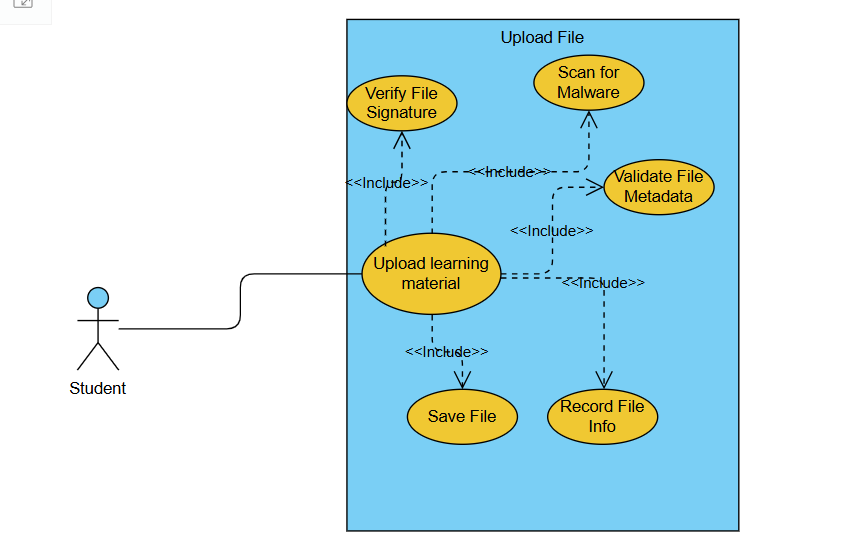 Upload File
Scan for
Malware
Verify File
Signature
<<Include>>
<<Include>>
Validate File
Metadata
<<Include>>
Upload learning
material
<<Include>>
<<Include>>
Student
Save File
Record File
Info